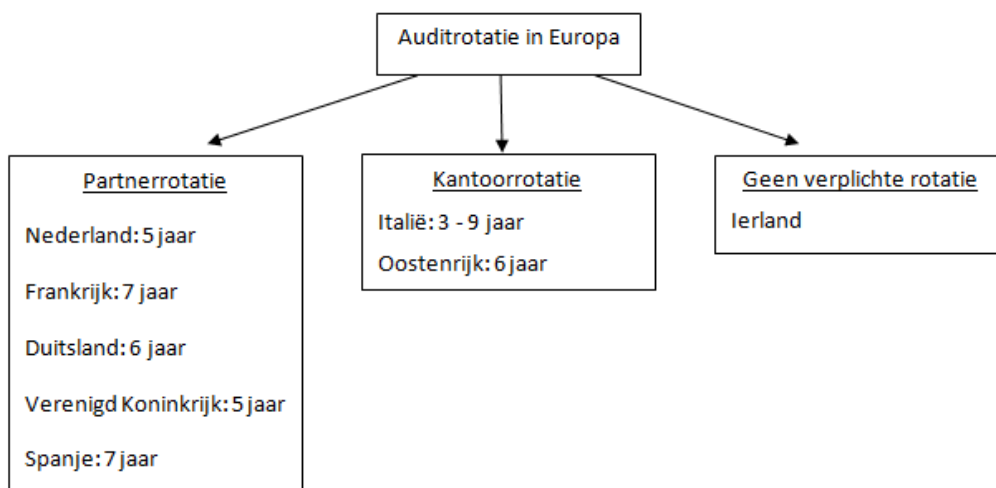 Auditrotatie in Europa
Partnerrotatie
Nederland: 5 jaar
Frankrijk: 7 jaar
Duitsland: 6 jaar
Verenigd Koninkrijk: 5 jaar
Spanje: 7 jaar
Kantoorrotatie
Italië: 3 - 9 jaar
Oostenrijk: 6 jaar
Geen verplichte rotatie
Ierland